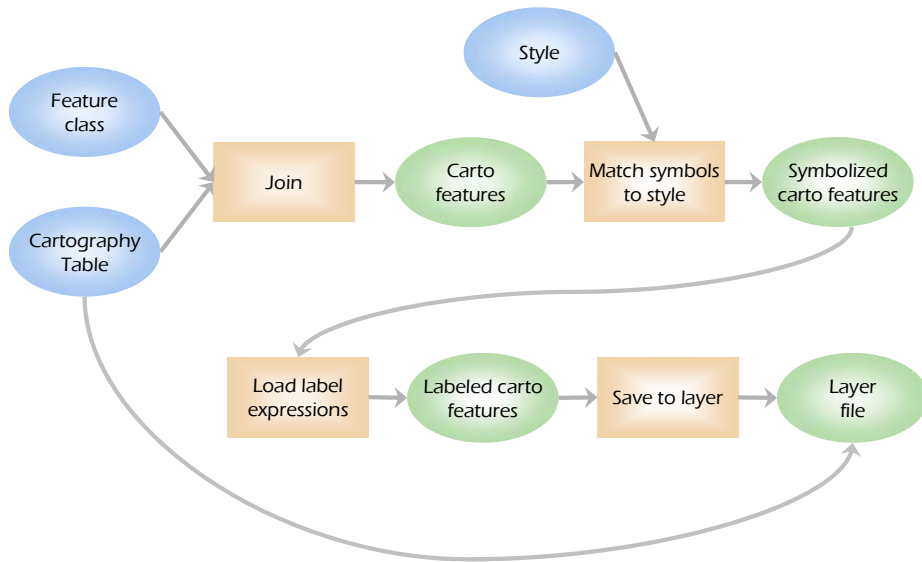 Style
Feature
class
Join
Carto
features
Match symbols
to style
Symbolized
carto features
Cartography
Table
Load label
expressions
Labeled carto
features
Save to layer
Layer
file